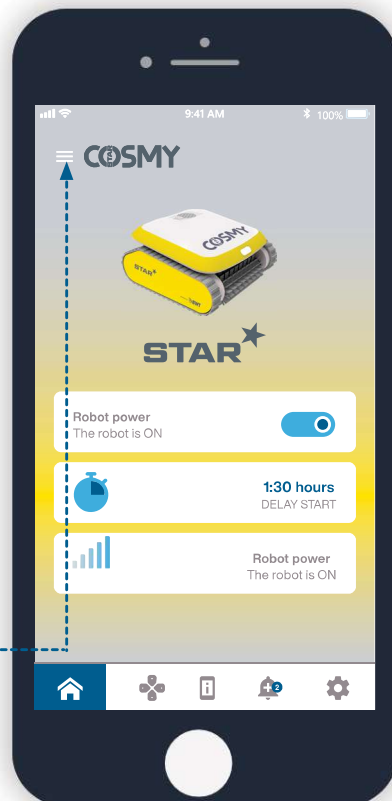 9:41 AM
100%
COSMY
STAR
COSMY
STAR
STAR
Robot power
The robot is ON
1:30 hours
DELAY START
Robot power
The robot is ON
i
2